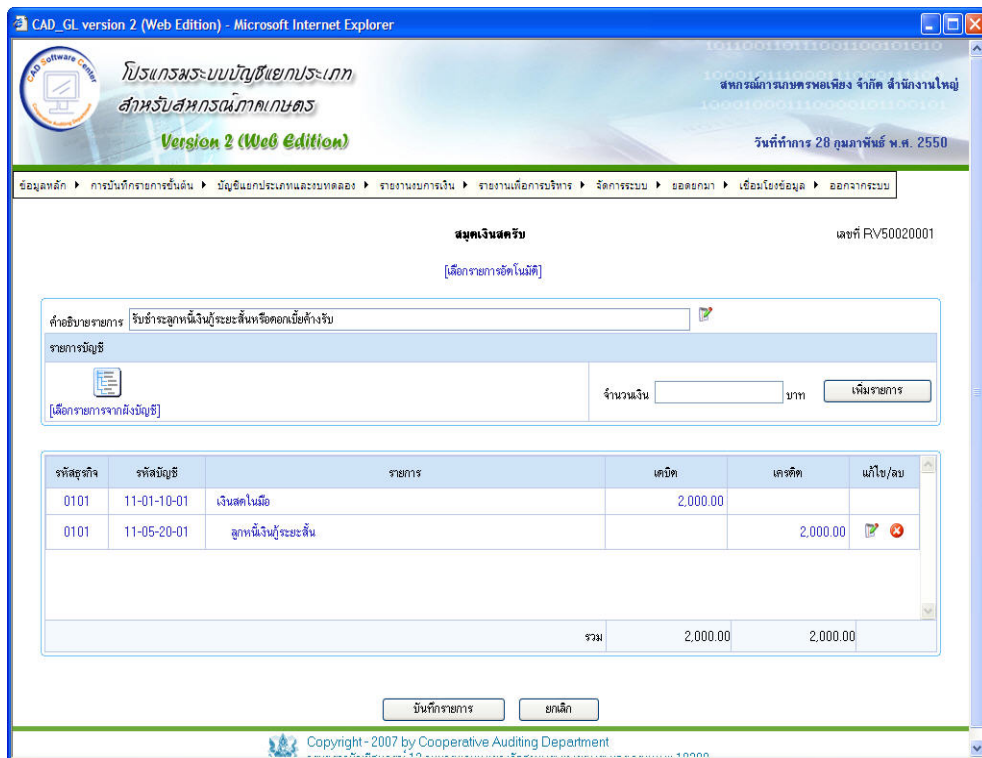 CAD_GL version 2 (Web Edition) - Microsoft Internet Explorer
CAD Software Center
Cooperative Auditing Department
โปรแกรมระบบบัญชีแยกประเภท
สำหรับสหกรณ์ภาคเกษตร
Version 2 (Web Edition)
สหกรณ์การเกษตรพอเพียง จำกัด สำนักงานใหญ่
วันที่ทำการ 28 กุมภาพันธ์ พ.ศ. 2550
ข้อมูลหลัก การบันทึกรายการขั้นต้น บัญชีแยกประเภทและงบทดลอง รายงานงบการเงิน รายงานเพื่อการบริหาร จัดการระบบ ยอดยกมา เชื่อมโยงข้อมูล ออกจากระบบ
สมุดเงินสดรับ
เลขที่ RV50020001
[เลือกรายการอัตโนมัติ]
คำอธิบายรายการ รับชำระลูกหนี้เงินกู้ระยะสั้นหรือดอกเบี้ยค้างรับ
รายการบัญชี
[เลือกรายการจากผังบัญชี]
จำนวนเงิน บาท เพิ่มรายการ
รหัสธุรกิจ รหัสบัญชี รายการ เดบิต เครดิต แก้ไข/ลบ
0101 11-01-10-01 เงินสดในมือ 2,000.00
0101 11-05-20-01 ลูกหนี้เงินกู้ระยะสั้น 2,000.00
รวม 2,000.00 2,000.00
บันทึกรายการ ยกเลิก
Copyright - 2007 by Cooperative Auditing Department